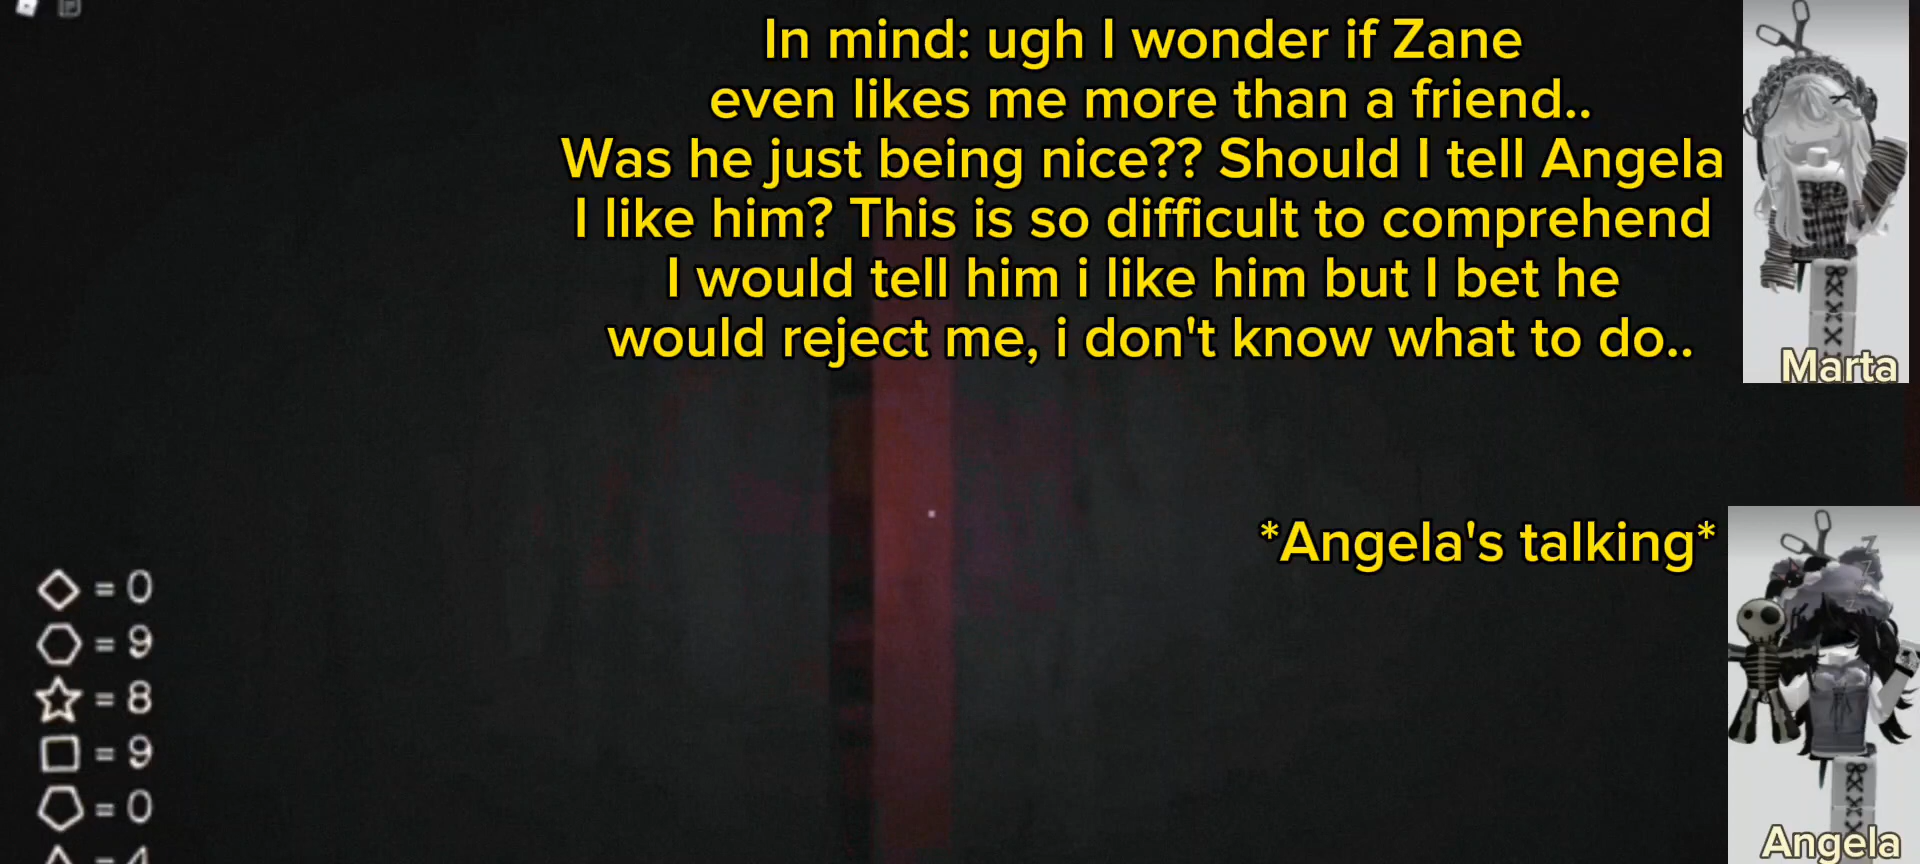 In mind: ugh I wonder if Zane
even likes me more than a friend..
Was he just being nice?? Should I tell Angela
I like him? This is so difficult to comprehend
I would tell him i like him but I bet he
would reject me, i don't know what to do..
Marta
*Angela's talking*
Angela
= 0
= 9
= 8
= 9
= 0
= 4